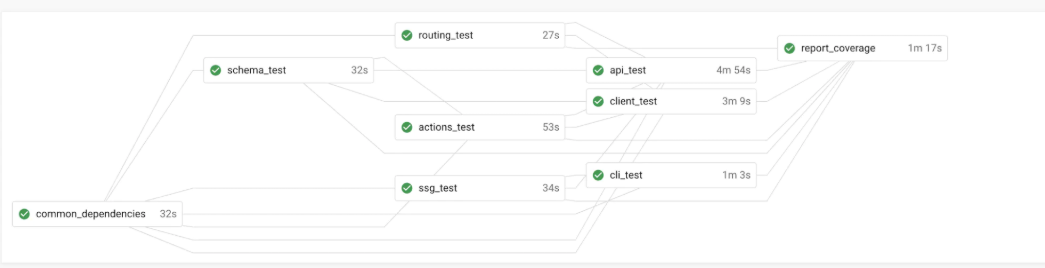 routing_test 27s
report_coverage 1m 17s
schema_test 32s
api_test 4m 54s
client_test 3m 9s
actions_test 53s
cli_test 1m 3s
ssg_test 34s
common_dependencies 32s